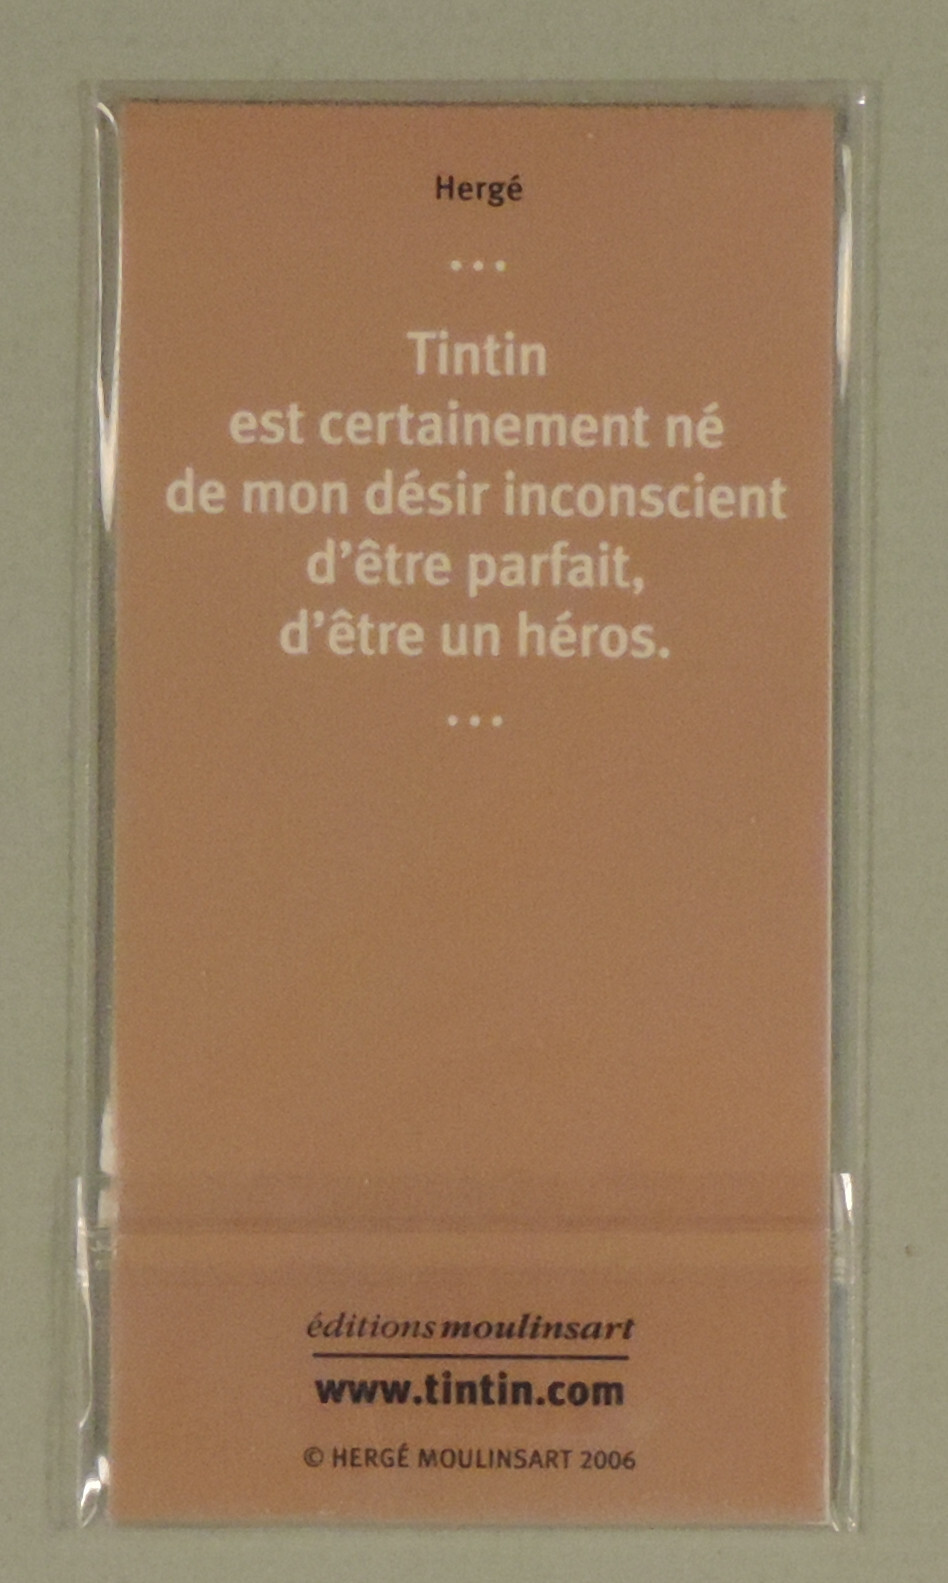 Hergé
...
Tintin
est certainement né
de mon désir inconscient
d'être parfait,
d'être un héros.
...
éditions moulinsart
www.tintin.com
© HERGÉ MOULINSART 2006